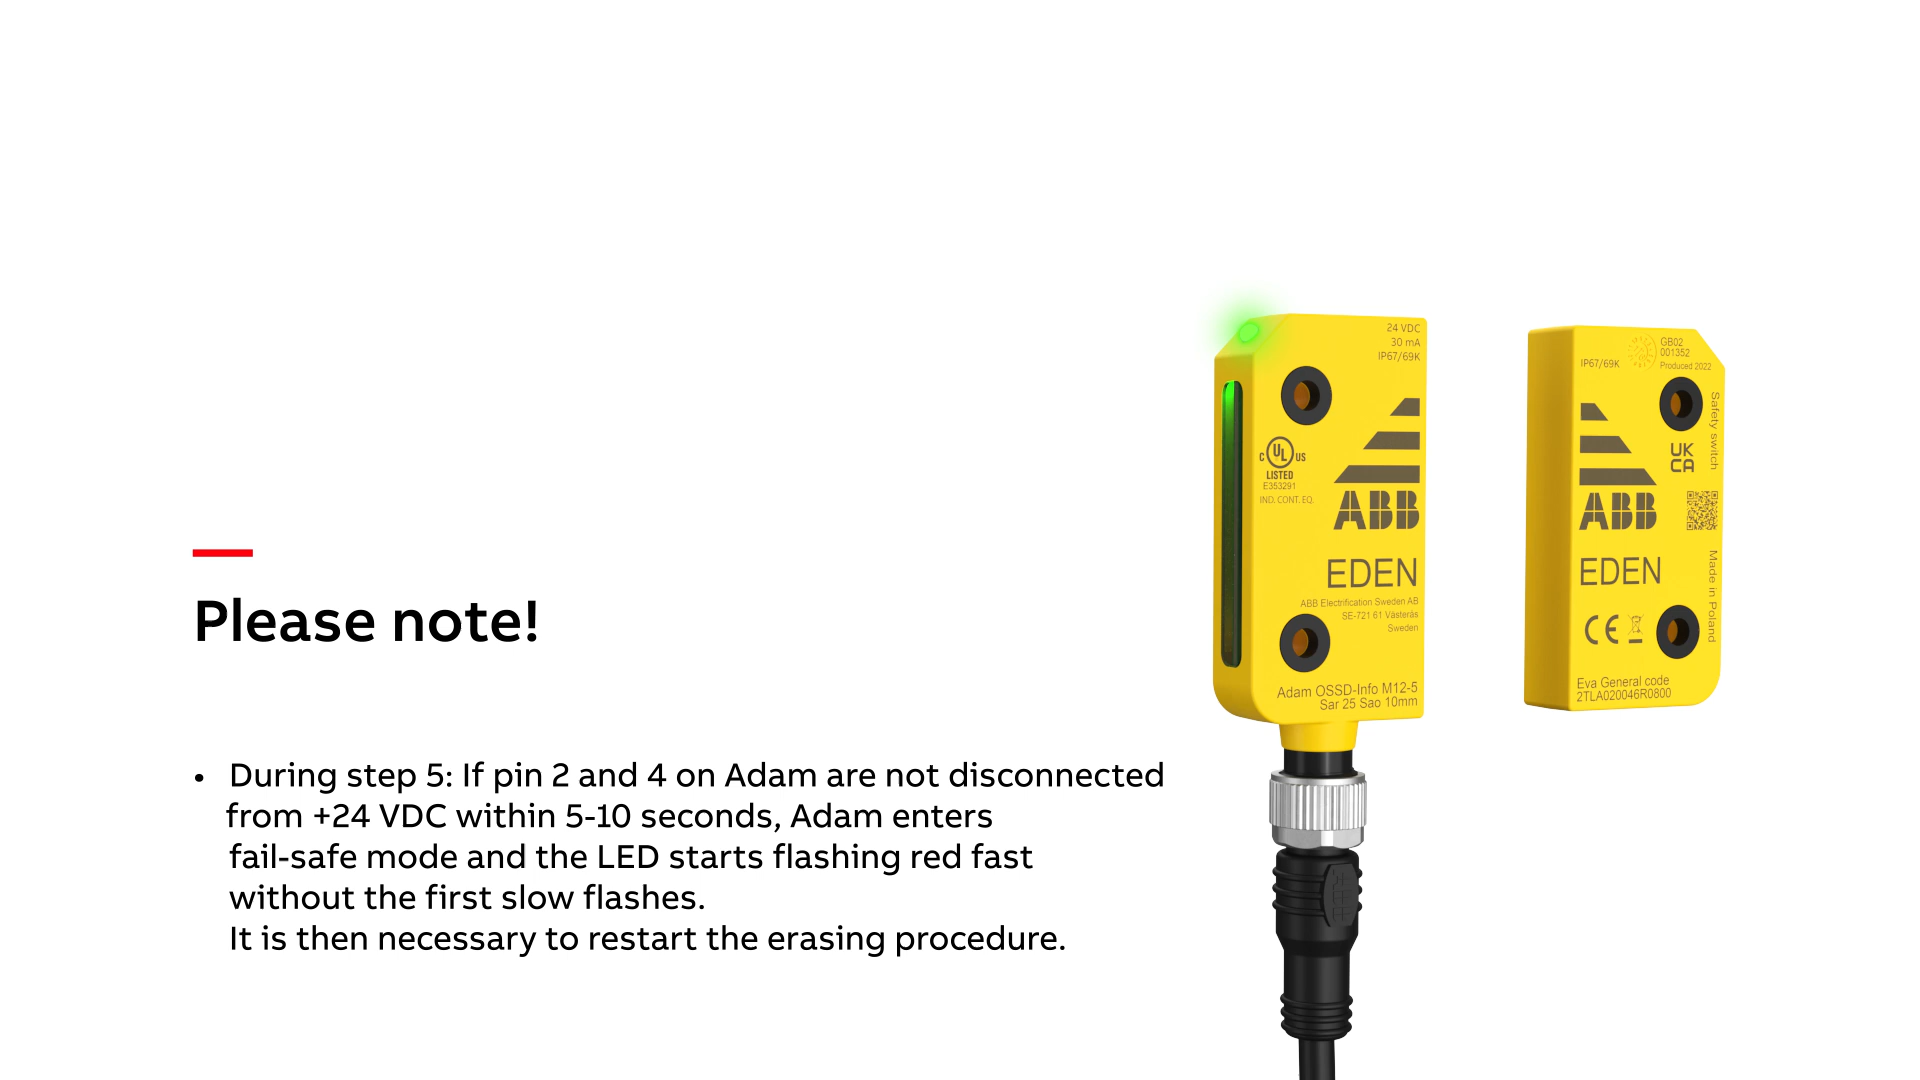 Please note!
• During step 5: If pin 2 and 4 on Adam are not disconnected
from +24 VDC within 5-10 seconds, Adam enters
fail-safe mode and the LED starts flashing red fast
without the first slow flashes.
It is then necessary to restart the erasing procedure.
24 VDC
30 mA
IP67/69K
C UL US
LISTED
E353291
IND. CONT. EQ.
ABB
EDEN
ABB Electrification Sweden AB
SE-721 61 Västerås
Sweden
Adam OSSD-Info M12-5
Sar 25 Sao 10mm
GB02
001352
IP67/69K
Produced 2022
Safety switch
UK
CA
ABB
EDEN
Made in Poland
CE
Eva General code
2TLA020046R0800